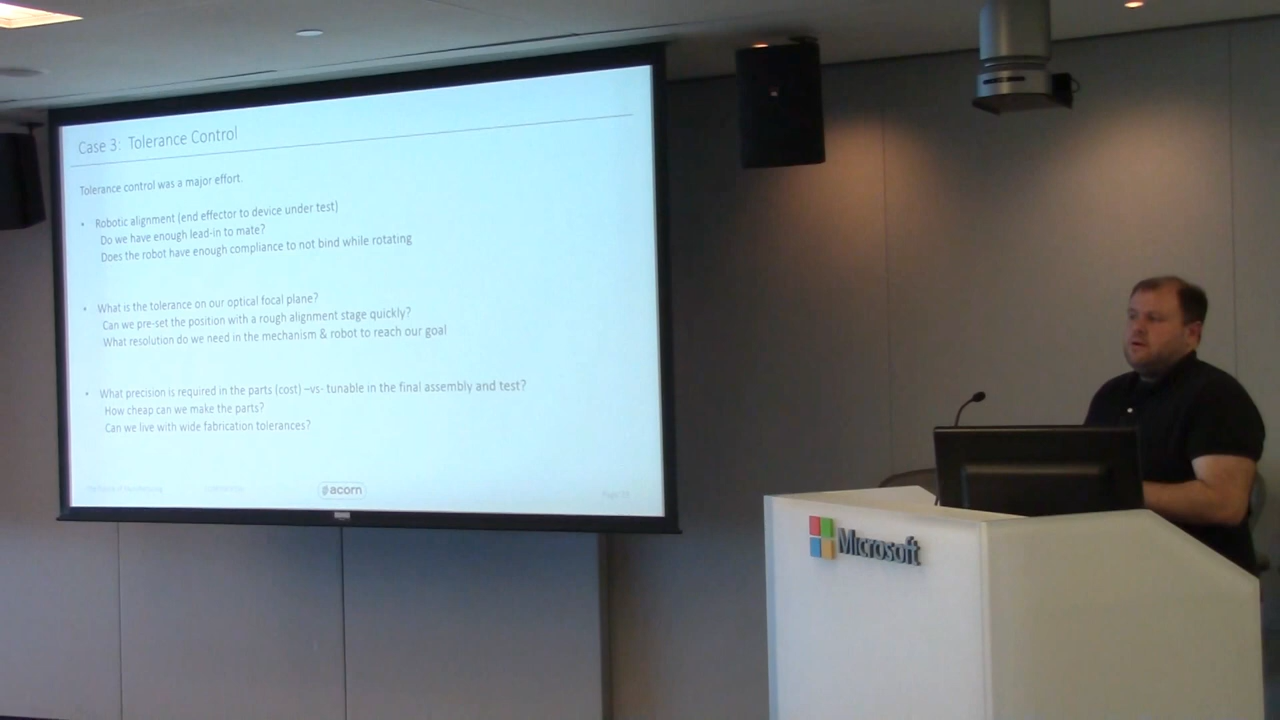 Case 3: Tolerance Control
Tolerance control was a major effort.
• Robotic alignment (end effector to device under test)
Do we have enough lead-in to mate?
Does the robot have enough compliance to not bind while rotating
• What is the tolerance on our optical focal plane?
Can we pre-set the position with a rough alignment stage quickly?
What resolution do we need in the mechanism & robot to reach our goal
• What precision is required in the parts (cost) –vs- tunable in the final assembly and test?
How cheap can we make the parts?
Can we live with wide fabrication tolerances?
acorn
Microsoft